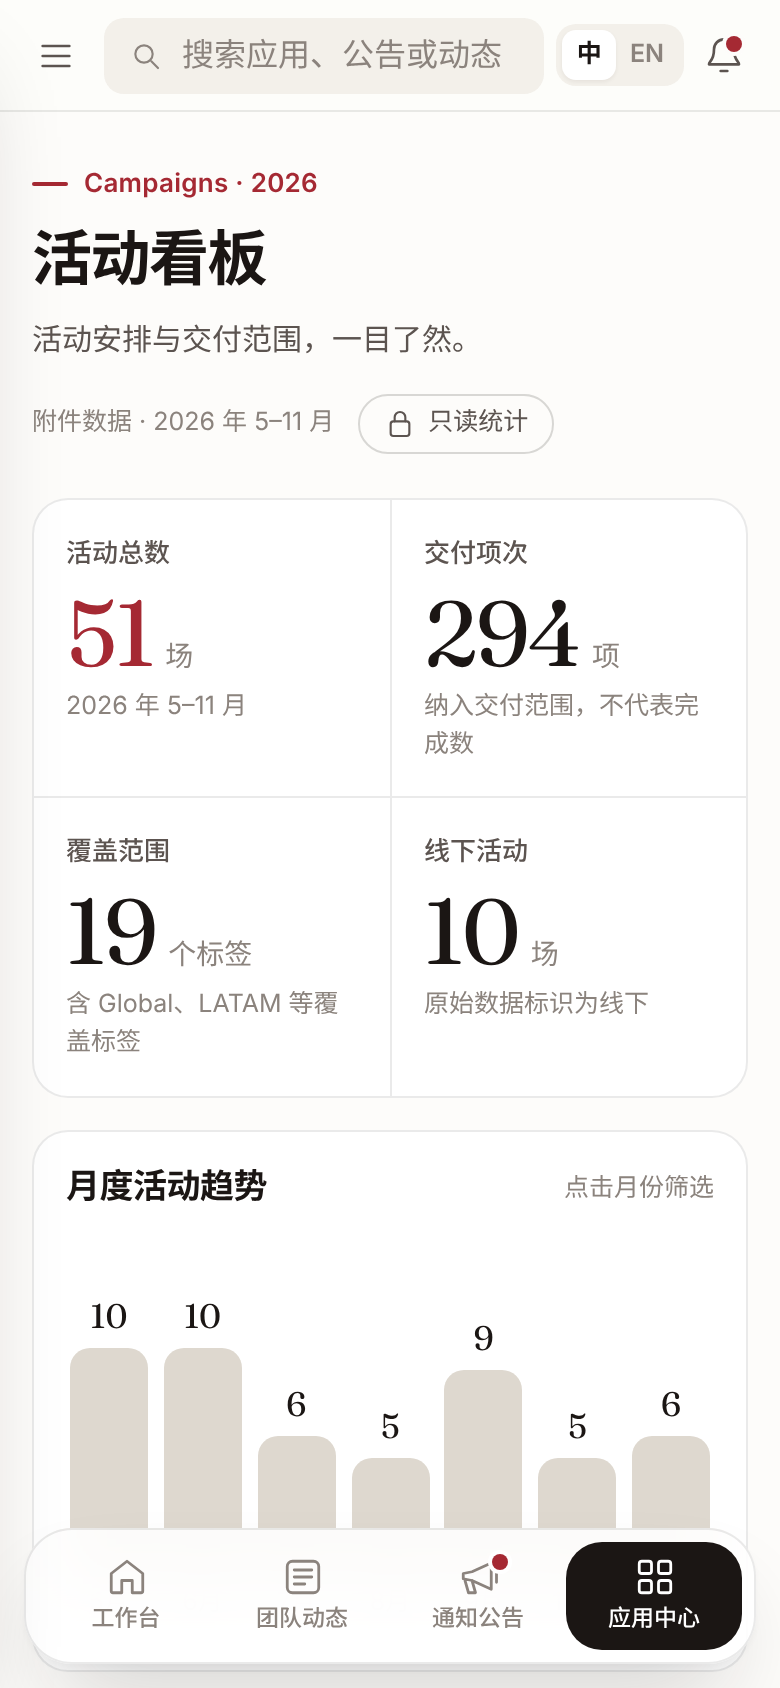 搜索应用、公告或动态
中 EN
Campaigns · 2026
活动看板
活动安排与交付范围，一目了然。
附件数据 · 2026 年 5–11 月
只读统计
活动总数
51 场
2026 年 5–11 月
交付项次
294 项
纳入交付范围，不代表完
成数
覆盖范围
19 个标签
含 Global、LATAM 等覆
盖标签
线下活动
10 场
原始数据标识为线下
月度活动趋势
点击月份筛选
10 10 6 5 9 5 6
工作台 团队动态 通知公告 应用中心